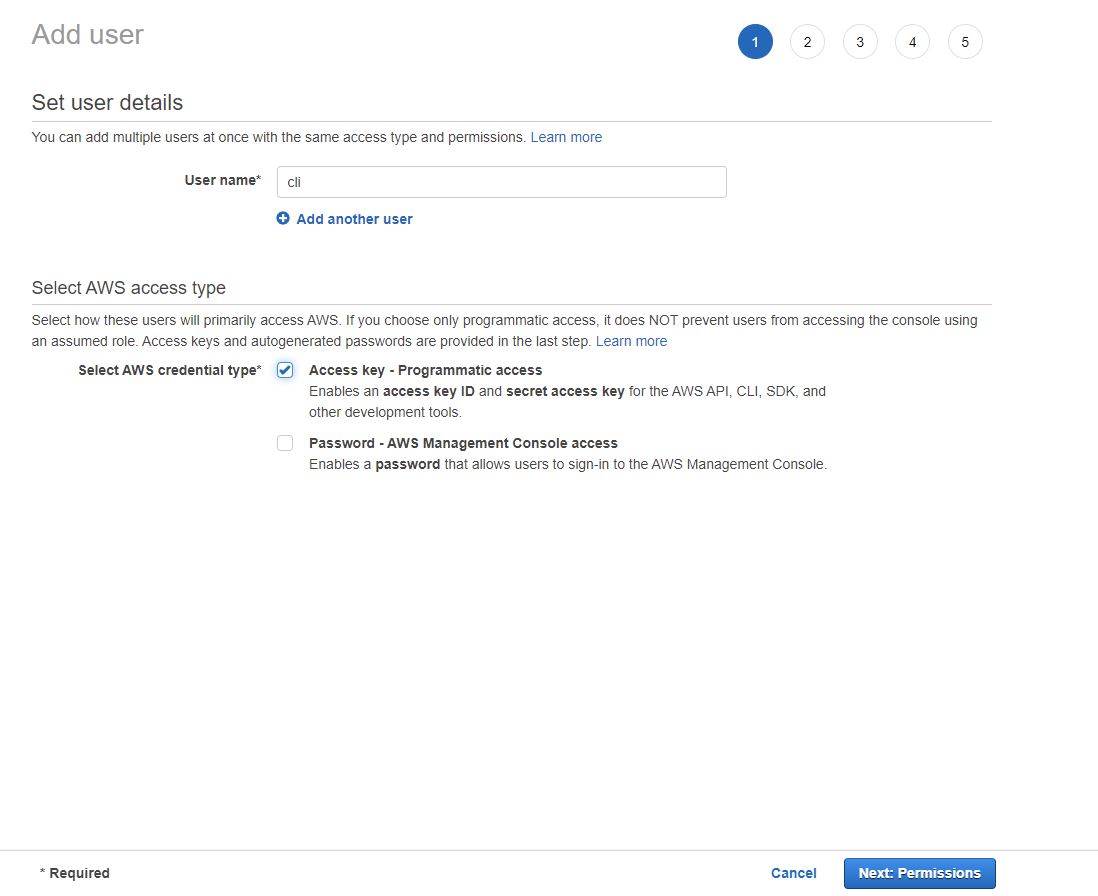 Add user
1 2 3 4 5
Set user details
You can add multiple users at once with the same access type and permissions. Learn more
User name* cli
Add another user
Select AWS access type
Select how these users will primarily access AWS. If you choose only programmatic access, it does NOT prevent users from accessing the console using
an assumed role. Access keys and autogenerated passwords are provided in the last step. Learn more
Select AWS credential type* Access key - Programmatic access
Enables an access key ID and secret access key for the AWS API, CLI, SDK, and
other development tools.
Password - AWS Management Console access
Enables a password that allows users to sign-in to the AWS Management Console.
* Required Cancel Next: Permissions